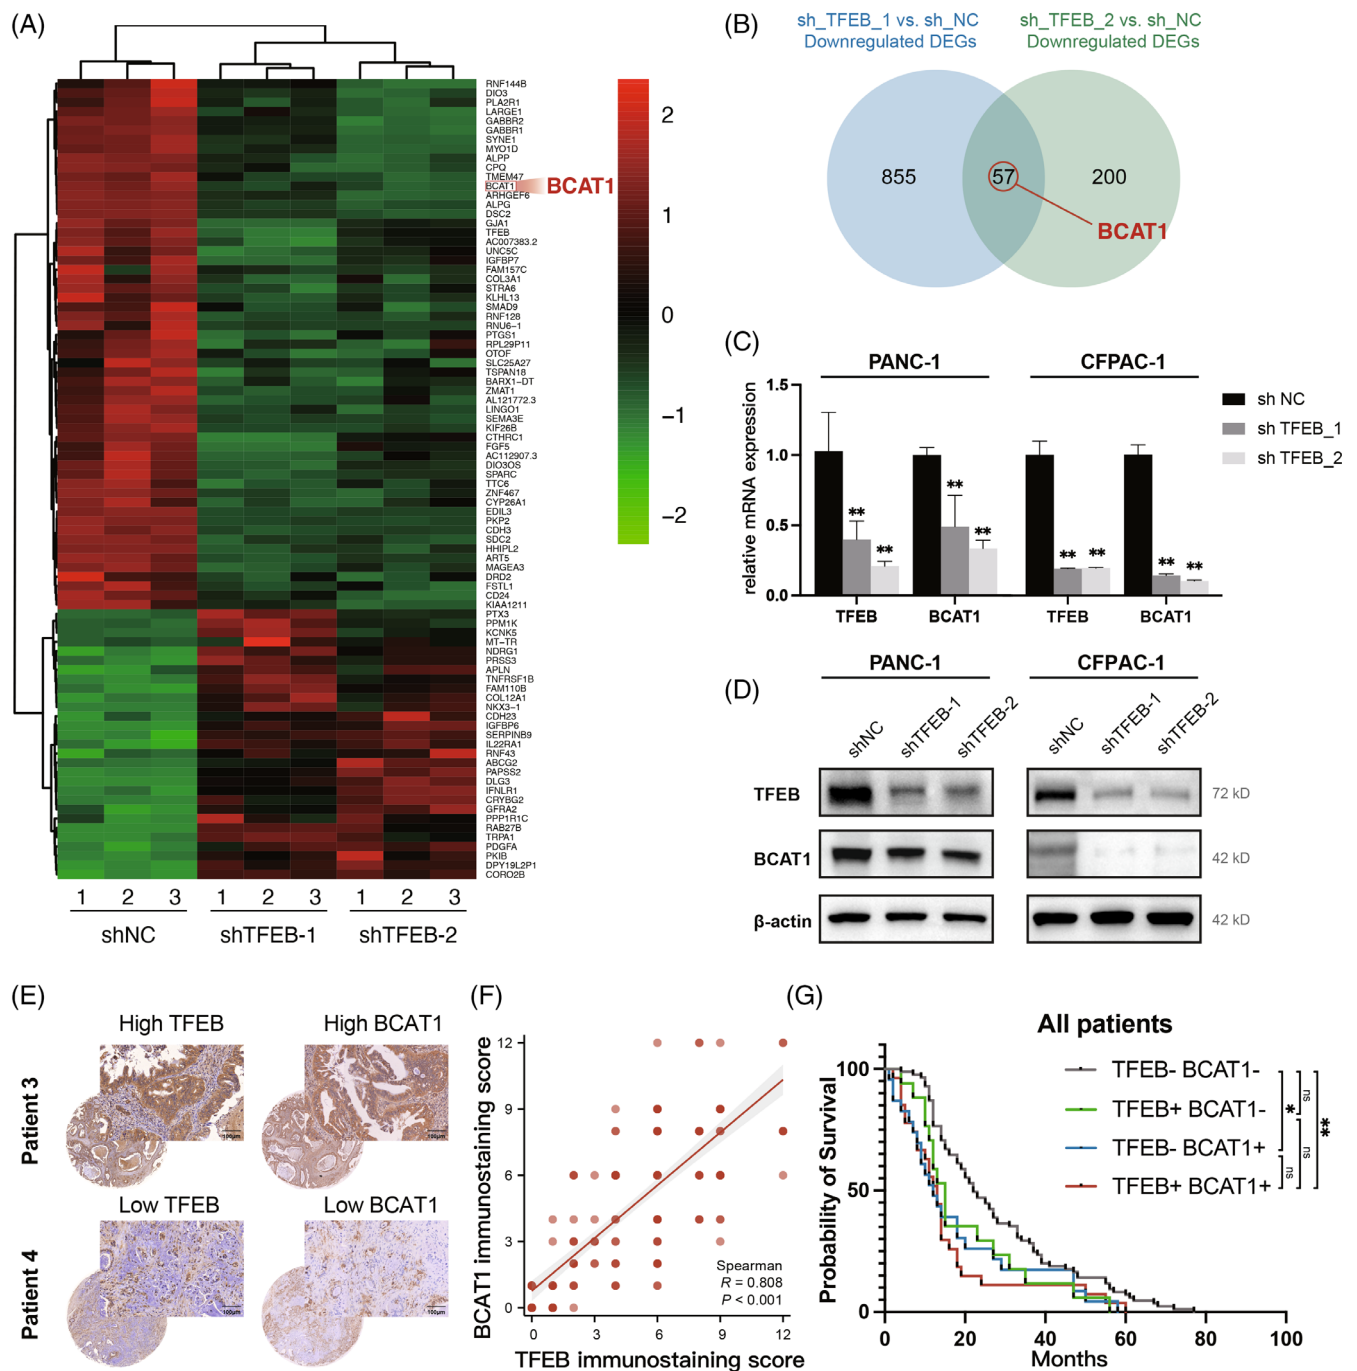 (A)
RNF144B
DIO3
PLA2R1
LARGE1
GABBR2
GABBR1
SYNE1
MYO1D
ALPP
CPQ
TMEM47
BCAT1
ARHGEF6
ALPG
DSC2
GJA1
TFEB
AC007383.2
UNC5C
IGFBP7
FAM157C
COL3A1
STRA6
KLHL13
SMAD9
RNF128
RNU6-1
PTGS1
RPL29P11
OTOF
SLC25A27
TSPAN18
BARX1-DT
ZMAT1
AL121772.3
LINGO1
SEMA3E
KIF26B
CTHRC1
FGF5
AC112907.3
DIO3OS
SPARC
TTC6
ZNF467
CYP26A1
EDIL3
PKP2
CDH3
SDC2
HHIPL2
ART5
MAGEA3
DRD2
FSTL1
CD24
KIAA1211
PTX3
PPM1K
KCNK5
MT-TR
NDRG1
PRSS3
APLN
TNFRSF1B
FAM110B
COL12A1
NKX3-1
CDH23
IGFBP6
SERPINB9
IL22RA1
RNF43
ABCG2
PAPSS2
DLG3
IFNLR1
CRYBG2
GFRA2
PPP1R1C
RAB27B
TRPA1
PDGFA
PKIB
DPY19L2P1
CORO2B
BCAT1
2
1
0
−1
−2
1 2 3 1 2 3 1 2 3
shNC shTFEB-1 shTFEB-2
(B)
sh_TFEB_1 vs. sh_NC
Downregulated DEGs
sh_TFEB_2 vs. sh_NC
Downregulated DEGs
855 57 200
BCAT1
(C)
PANC-1 CFPAC-1
relative mRNA expression
1.5
1.0
0.5
0.0
** ** ** ** ** ** ** **
TFEB BCAT1 TFEB BCAT1
sh NC
sh TFEB_1
sh TFEB_2
(D)
PANC-1 CFPAC-1
shNC shTFEB-1 shTFEB-2 shNC shTFEB-1 shTFEB-2
TFEB 72 kD
BCAT1 42 kD
β-actin 42 kD
(E)
High TFEB High BCAT1
Patient 3
100μm 100μm
Low TFEB Low BCAT1
Patient 4
100μm 100μm
(F)
BCAT1 immunostaining score
12
9
6
3
0
Spearman
R = 0.808
P < 0.001
0 3 6 9 12
TFEB immunostaining score
(G)
All patients
Probability of Survival
100
50
0
TFEB- BCAT1-
TFEB+ BCAT1-
TFEB- BCAT1+
TFEB+ BCAT1+
* ns ns ns **
0 20 40 60 80 100
Months